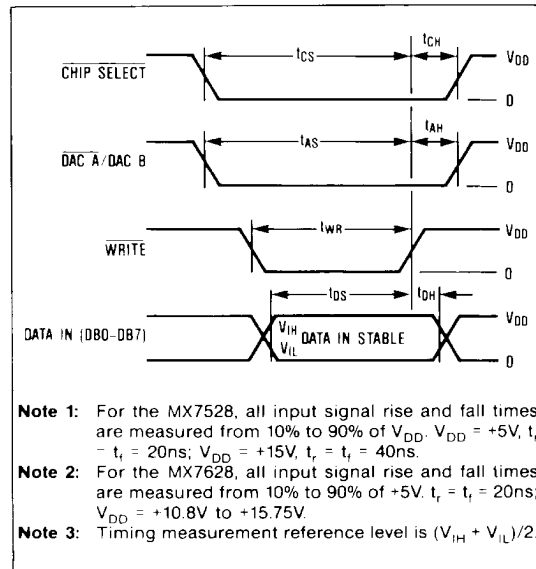 tCS
tCH
CHIP SELECT
VDD
0
tAS
tAH
DAC A/DAC B
VDD
0
tWR
WRITE
VDD
0
tDS
tDH
DATA IN (DB0-DB7)
VIH
VIL
DATA IN STABLE
VDD
0
Note 1: For the MX7528, all input signal rise and fall times
are measured from 10% to 90% of VDD. VDD = +5V, tr
= tf = 20ns; VDD = +15V, tr = tf = 40ns.
Note 2: For the MX7628, all input signal rise and fall times
are measured from 10% to 90% of +5V. tr = tf = 20ns;
VDD = +10.8V to +15.75V.
Note 3: Timing measurement reference level is (VIH + VIL)/2.